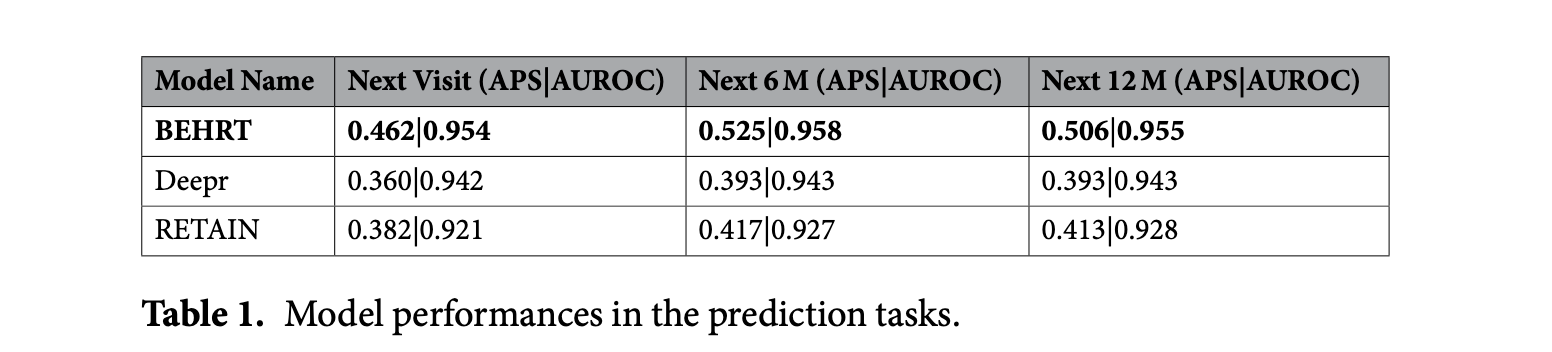 Model Name Next Visit (APS|AUROC) Next 6 M (APS|AUROC) Next 12 M (APS|AUROC)
BEHRT 0.462|0.954 0.525|0.958 0.506|0.955
Deepr 0.360|0.942 0.393|0.943 0.393|0.943
RETAIN 0.382|0.921 0.417|0.927 0.413|0.928
Table 1. Model performances in the prediction tasks.